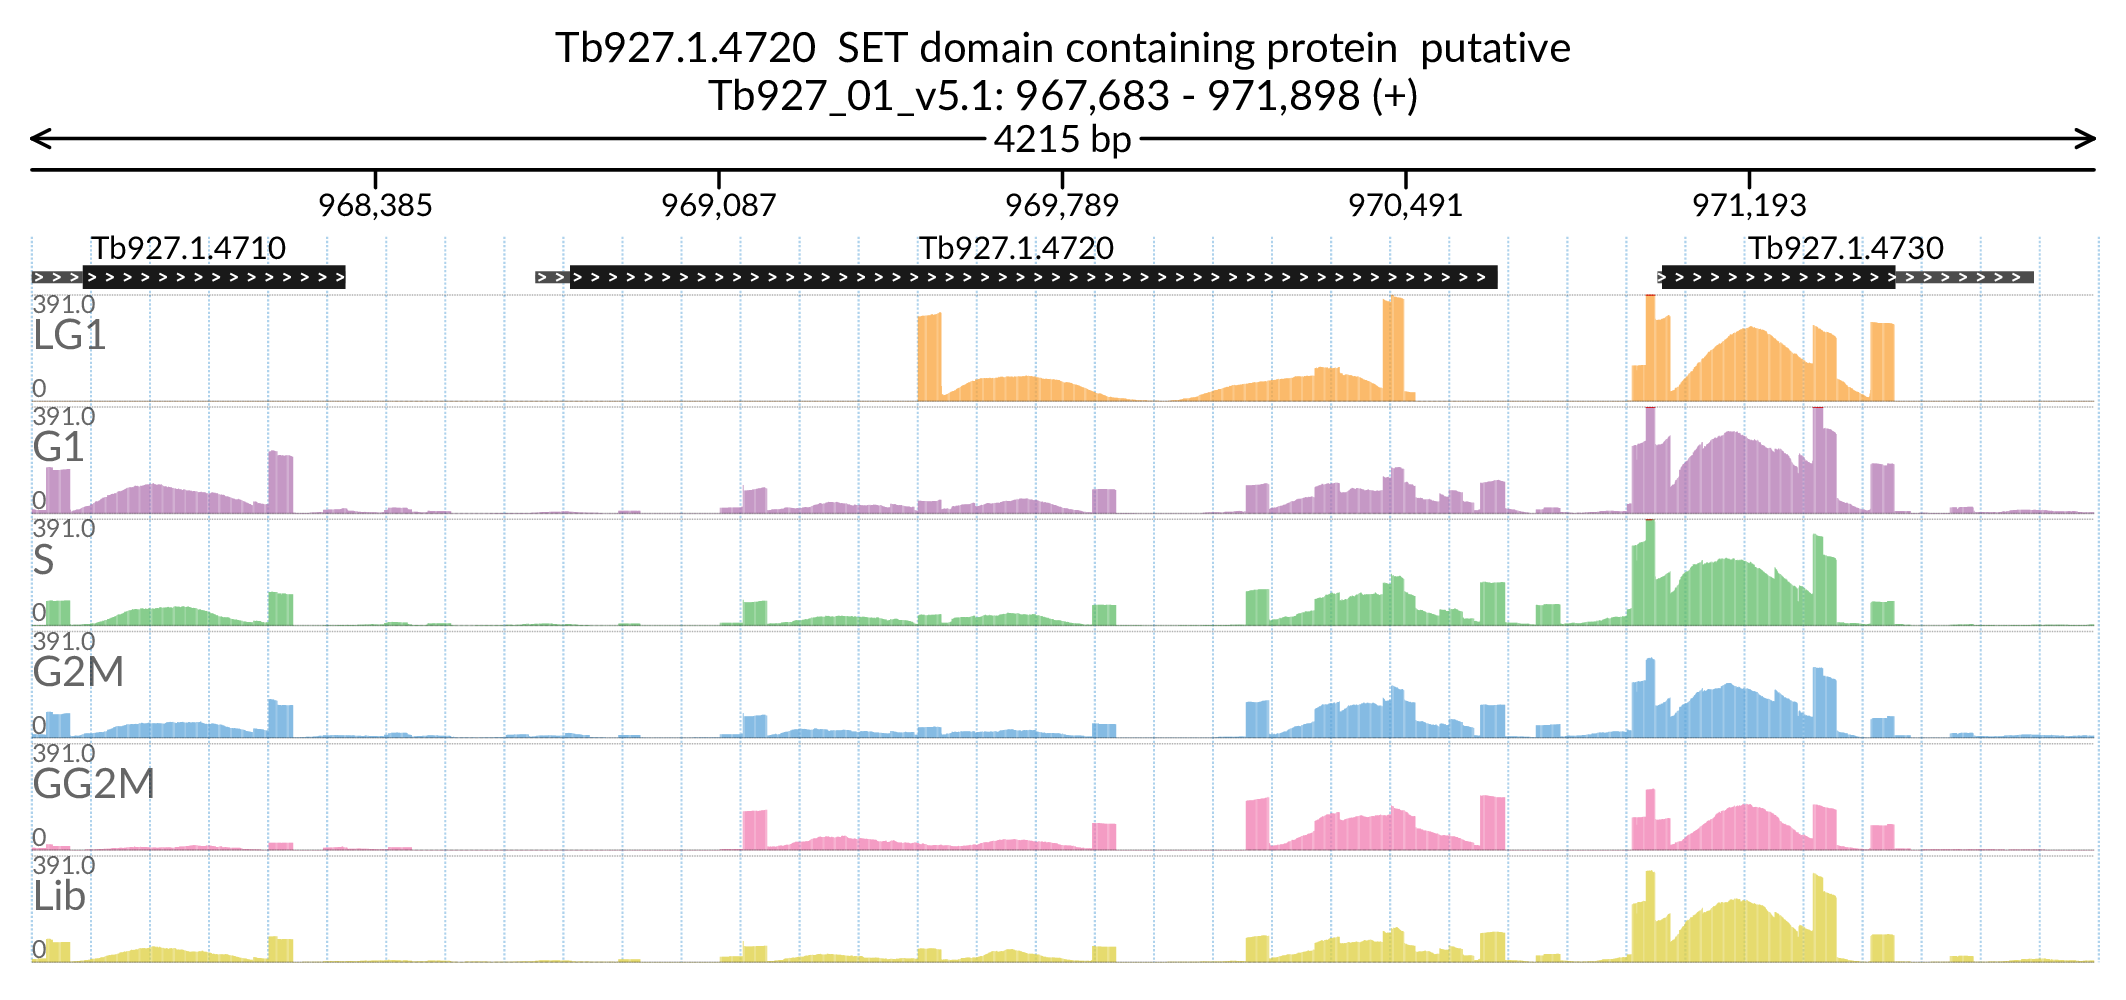 Tb927.1.4720  SET domain containing protein  putative
Tb927_01_v5.1: 967,683 - 971,898 (+)
4215 bp
968,385 969,087 969,789 970,491 971,193
Tb927.1.4710 Tb927.1.4720 Tb927.1.4730
391.0
LG1
0
391.0
G1
0
391.0
S
0
391.0
G2M
0
391.0
GG2M
0
391.0
Lib
0